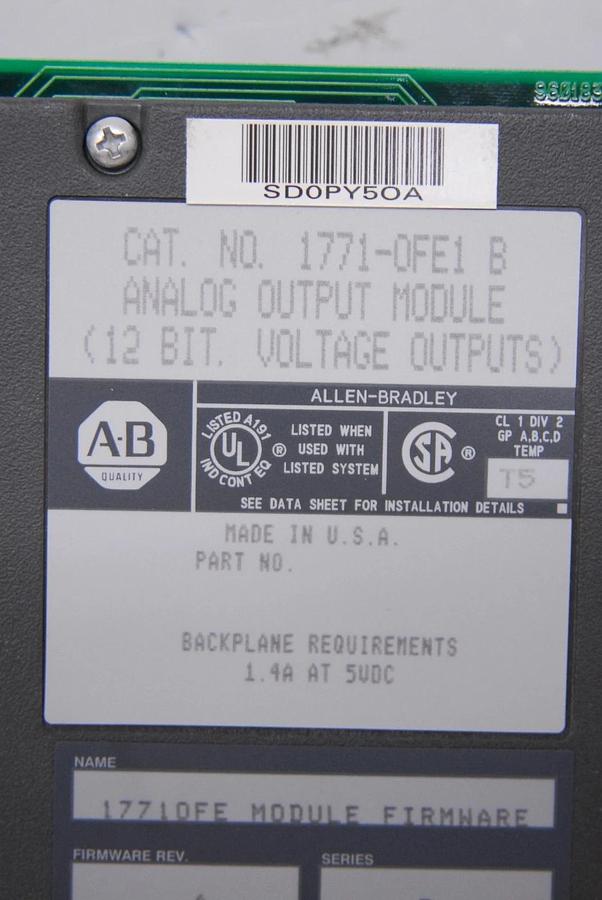 SD0PY5OA
CAT. NO. 1771-OFE1 B
ANALOG OUTPUT MODULE
(12 BIT. VOLTAGE OUTPUTS)
ALLEN-BRADLEY
A·B
QUALITY
LISTED A191
UL
IND CONT EQ
®
LISTED WHEN
USED WITH
LISTED SYSTEM
SA
®
CL 1 DIV 2
GP A,B,C,D
TEMP
T5
SEE DATA SHEET FOR INSTALLATION DETAILS
MADE IN U.S.A.
PART NO.
BACKPLANE REQUIREMENTS
1.4A AT 5VDC
NAME
1771OFE MODULE FIRMWARE
FIRMWARE REV.
SERIES